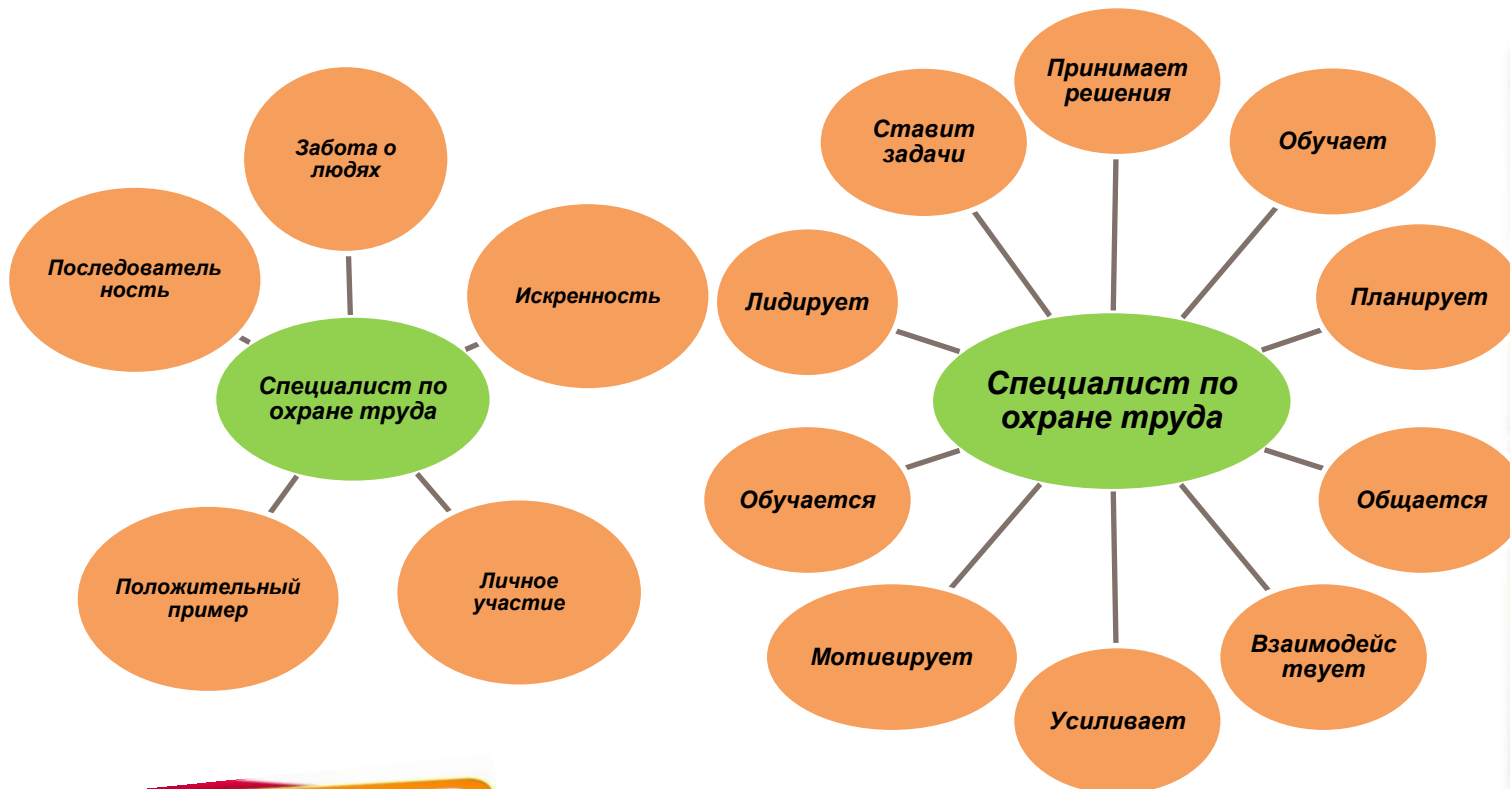 Забота о
людях
Последователь
ность
Искренность
Специалист по
охране труда
Положительный
пример
Личное
участие
Принимает
решения
Ставит
задачи
Обучает
Лидирует
Планирует
Специалист по
охране труда
Обучается
Общается
Мотивирует
Взаимодейс
твует
Усиливает